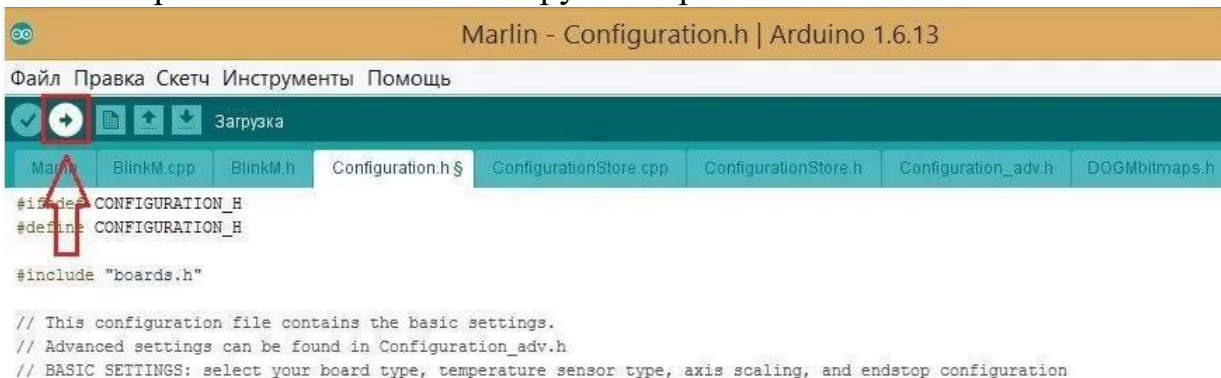 Marlin - Configuration.h | Arduino 1.6.13
Файл Правка Скетч Инструменты Помощь
Загрузка
BlinkM.cpp BlinkM.h Configuration.h § ConfigurationStore.cpp ConfigurationStore.h Configuration_adv.h DOGMbitmaps.h
CONFIGURATION_H
#define CONFIGURATION_H
#include "boards.h"
// This configuration file contains the basic settings.
// Advanced settings can be found in Configuration_adv.h
// BASIC SETTINGS: select your board type, temperature sensor type, axis scaling, and endstop configuration